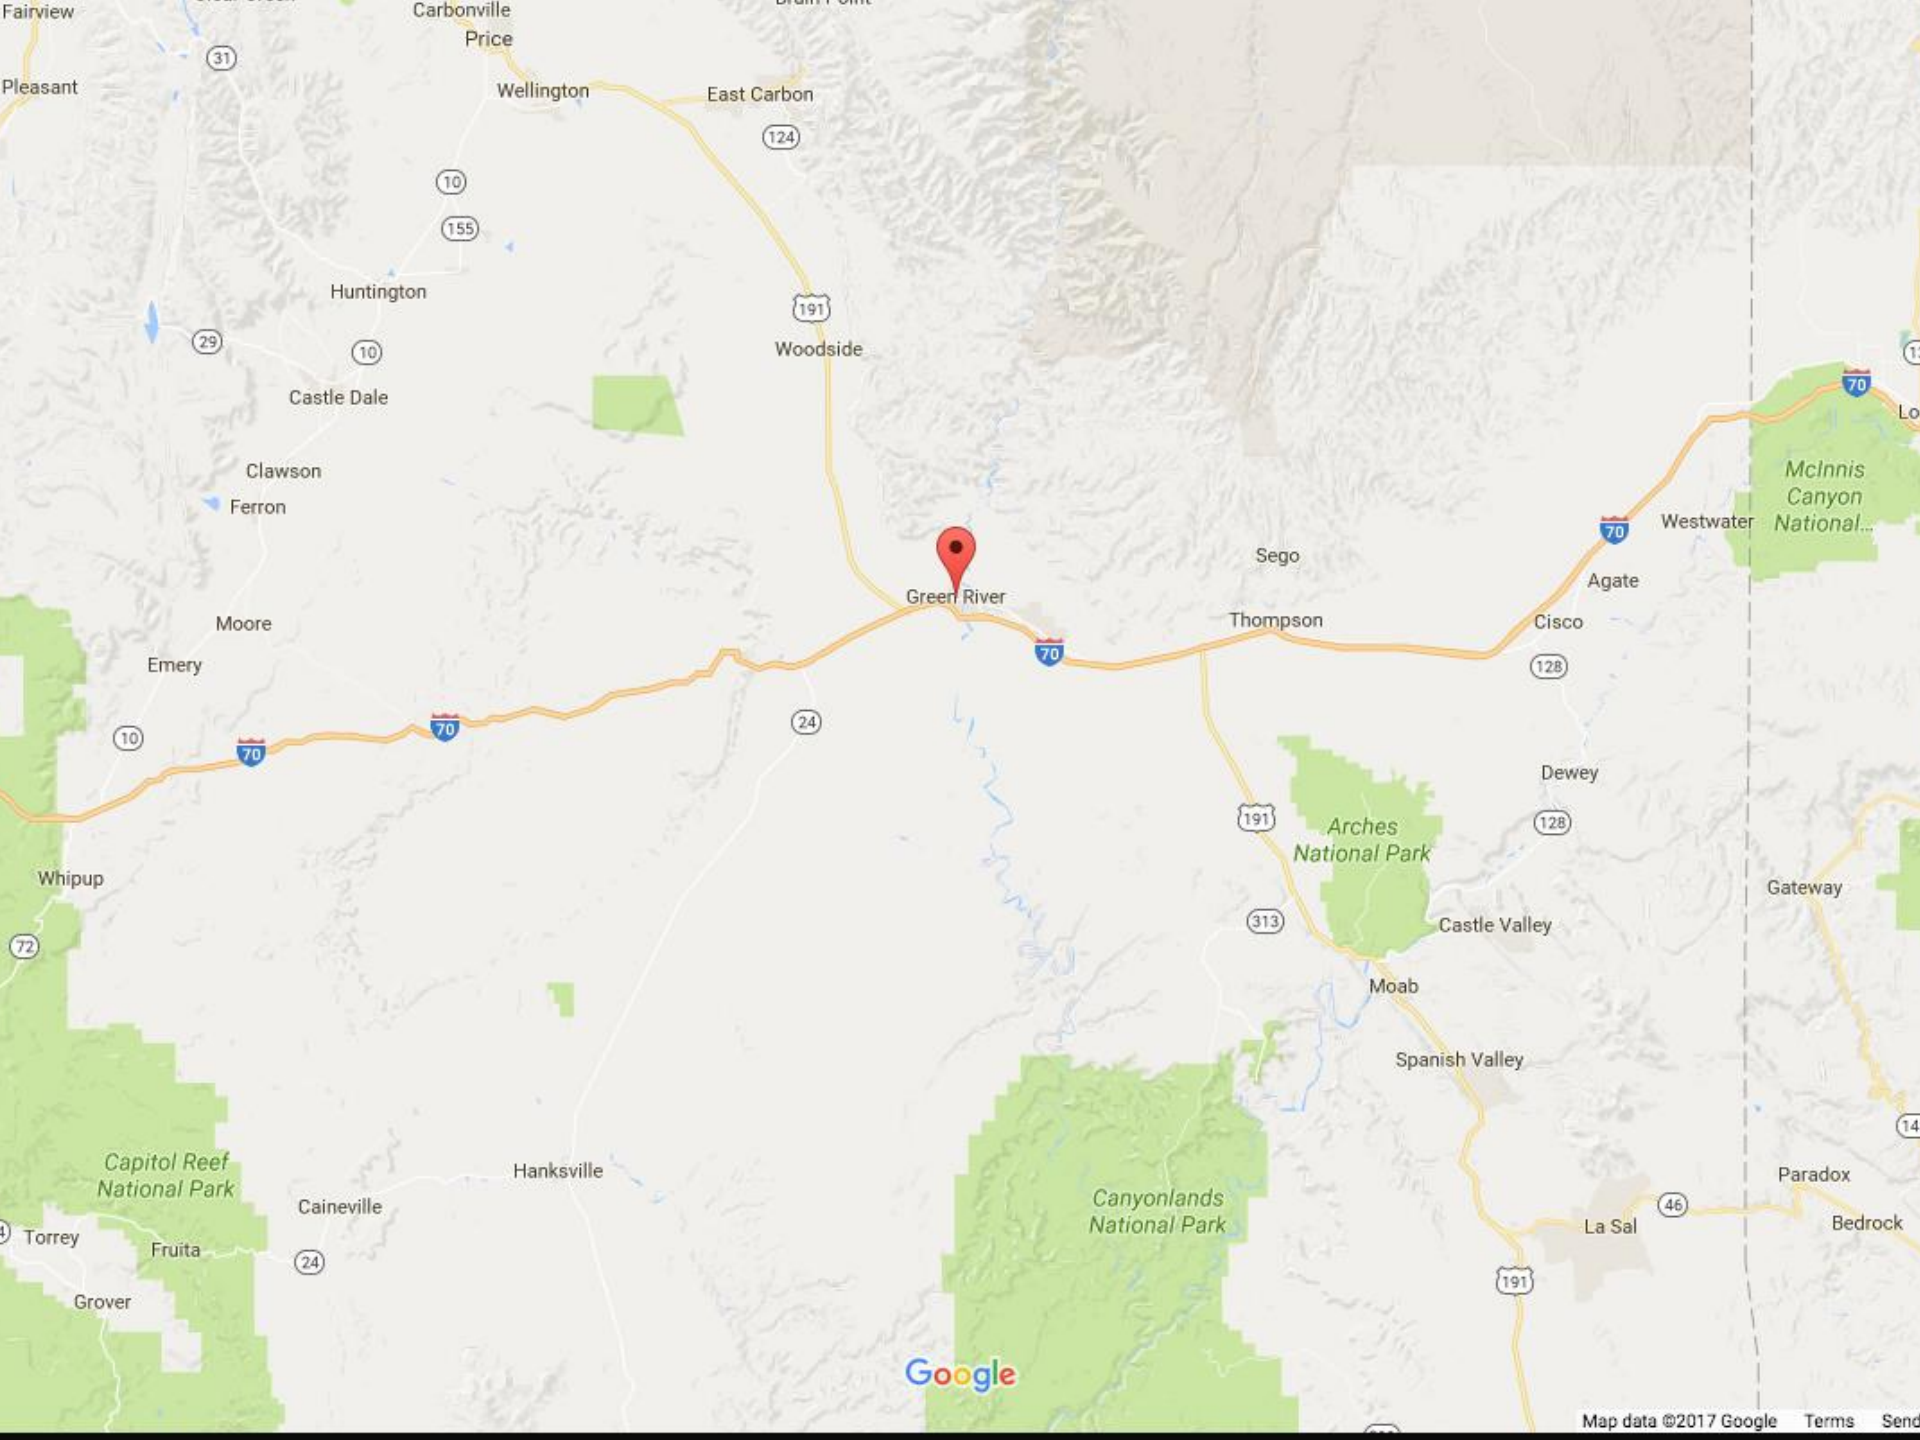 Fairview
Carbonville
Price
31
Pleasant
Wellington
East Carbon
124
10
155
Huntington
191
Woodside
29
10
Castle Dale
70
McInnis
Canyon
National...
Clawson
Ferron
Westwater
70
Sego
Agate
Green River
Thompson
Cisco
Moore
70
Emery
128
24
10
70
70
Dewey
191
Arches
National Park
128
Whipup
Gateway
313
Castle Valley
72
Moab
Spanish Valley
Capitol Reef
National Park
Hanksville
Canyonlands
National Park
Paradox
46
Caineville
La Sal
Bedrock
Torrey
Fruita
24
191
Grover
Google
Map data ©2017 Google Terms Send